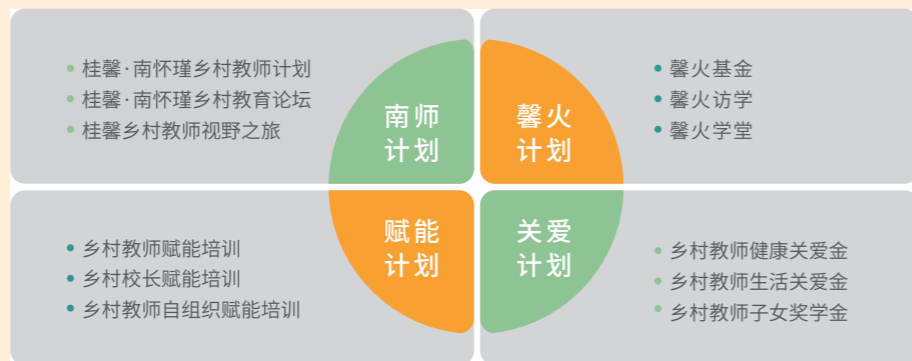 桂馨·南怀瑾乡村教师计划
桂馨·南怀瑾乡村教育论坛
桂馨乡村教师视野之旅
南师
计划
馨火
计划
馨火基金
馨火访学
馨火学堂
乡村教师赋能培训
乡村校长赋能培训
乡村教师自组织赋能培训
赋能
计划
关爱
计划
乡村教师健康关爱金
乡村教师生活关爱金
乡村教师子女奖学金